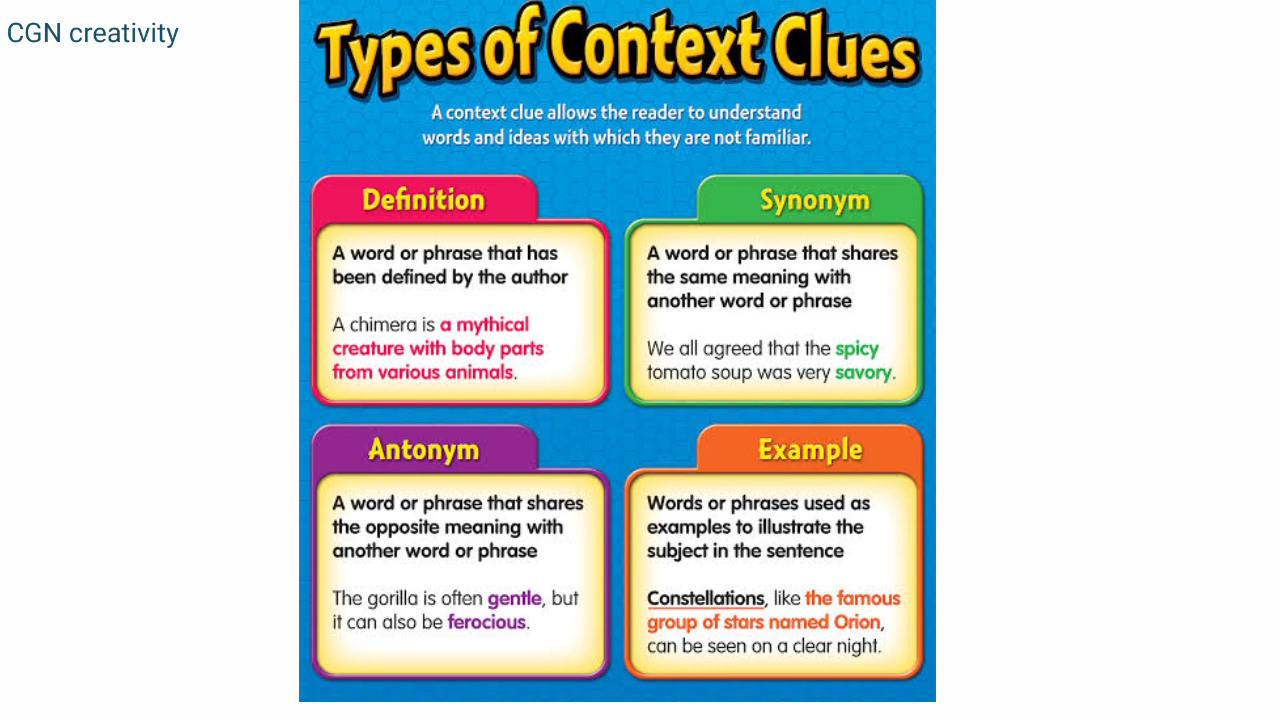 CGN creativity
Types of Context Clues
A context clue allows the reader to understand
words and ideas with which they are not familiar.
Definition
A word or phrase that has
been defined by the author
A chimera is a mythical
creature with body parts
from various animals.
Synonym
A word or phrase that shares
the same meaning with
another word or phrase
We all agreed that the spicy
tomato soup was very savory.
Antonym
A word or phrase that shares
the opposite meaning with
another word or phrase
The gorilla is often gentle, but
it can also be ferocious.
Example
Words or phrases used as
examples to illustrate the
subject in the sentence
Constellations, like the famous
group of stars named Orion,
can be seen on a clear night.